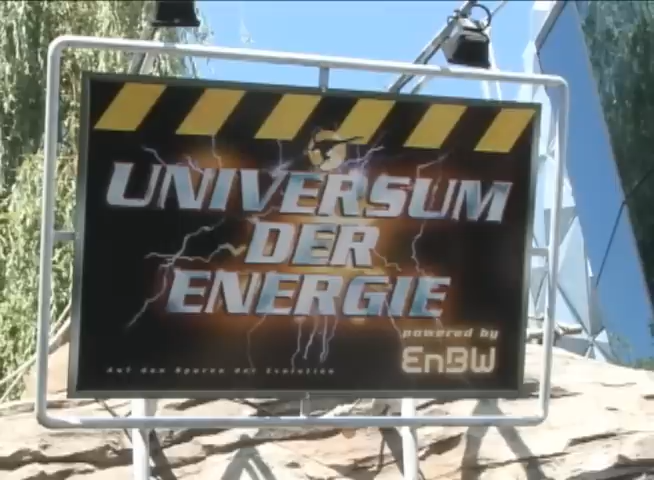 UNIVERSUM
DER
ENERGIE
powered by
EnBW
Auf den Spuren der Evolution